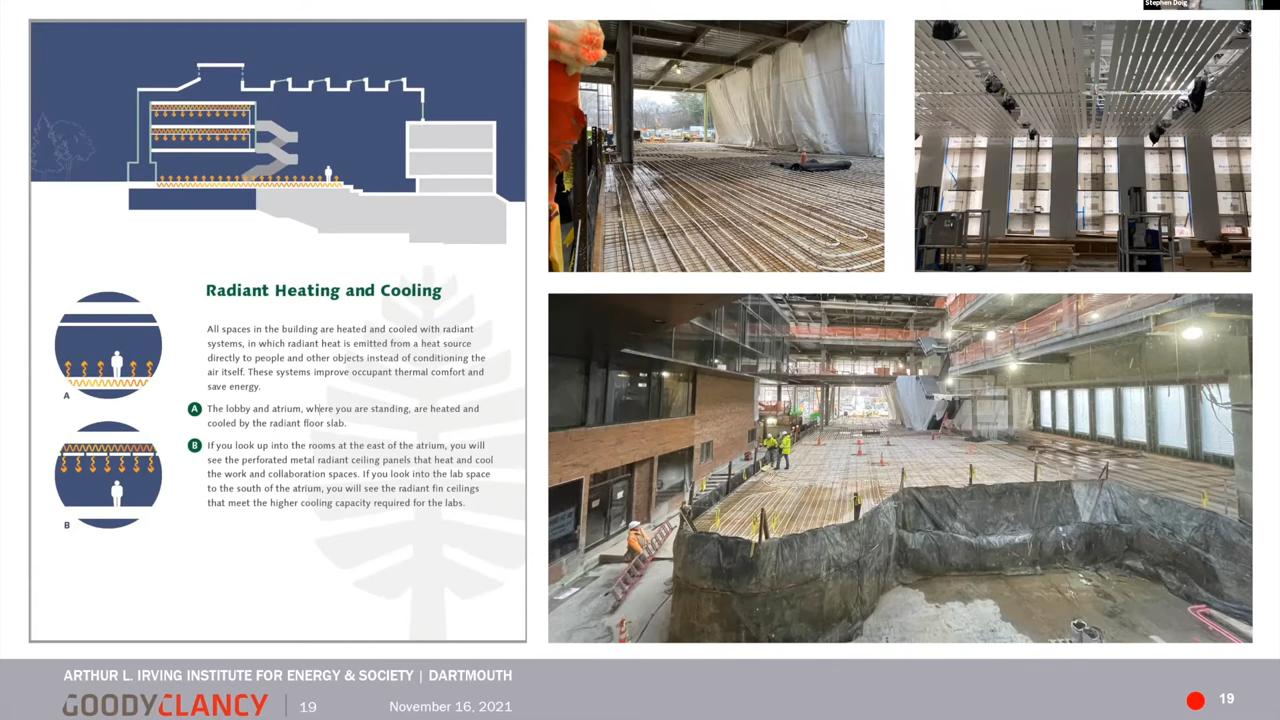 Stephen Doig
Radiant Heating and Cooling
All spaces in the building are heated and cooled with radiant
systems, in which radiant heat is emitted from a heat source
directly to people and other objects instead of conditioning the
air itself. These systems improve occupant thermal comfort and
save energy.
A The lobby and atrium, where you are standing, are heated and
cooled by the radiant floor slab.
B If you look up into the rooms at the east of the atrium, you will
see the perforated metal radiant ceiling panels that heat and cool
the work and collaboration spaces. If you look into the lab space
to the south of the atrium, you will see the radiant fin ceilings
that meet the higher cooling capacity required for the labs.
A
B
ARTHUR L. IRVING INSTITUTE FOR ENERGY & SOCIETY | DARTMOUTH
GOODYCLANCY | 19 November 16, 2021
19